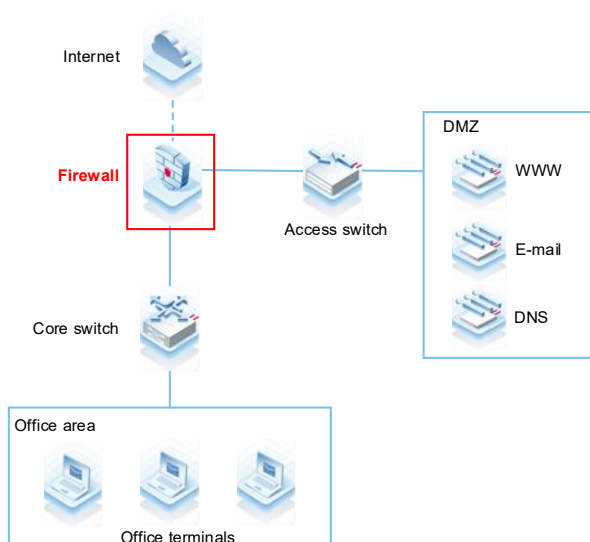 Internet
DMZ
WWW
Firewall
Access switch
E-mail
DNS
Core switch
Office area
Office terminals